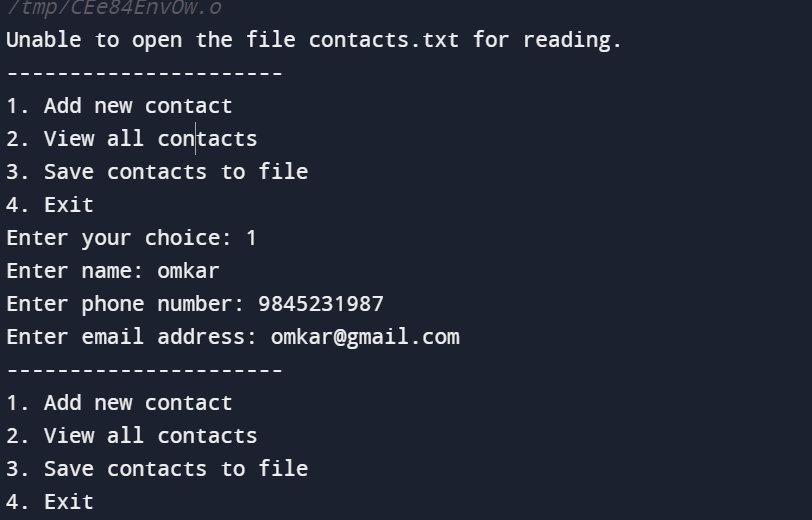 /tmp/CEe84EnvOw.o
Unable to open the file contacts.txt for reading.
----------------------
1. Add new contact
2. View all contacts
3. Save contacts to file
4. Exit
Enter your choice: 1
Enter name: omkar
Enter phone number: 9845231987
Enter email address: omkar@gmail.com
----------------------
1. Add new contact
2. View all contacts
3. Save contacts to file
4. Exit